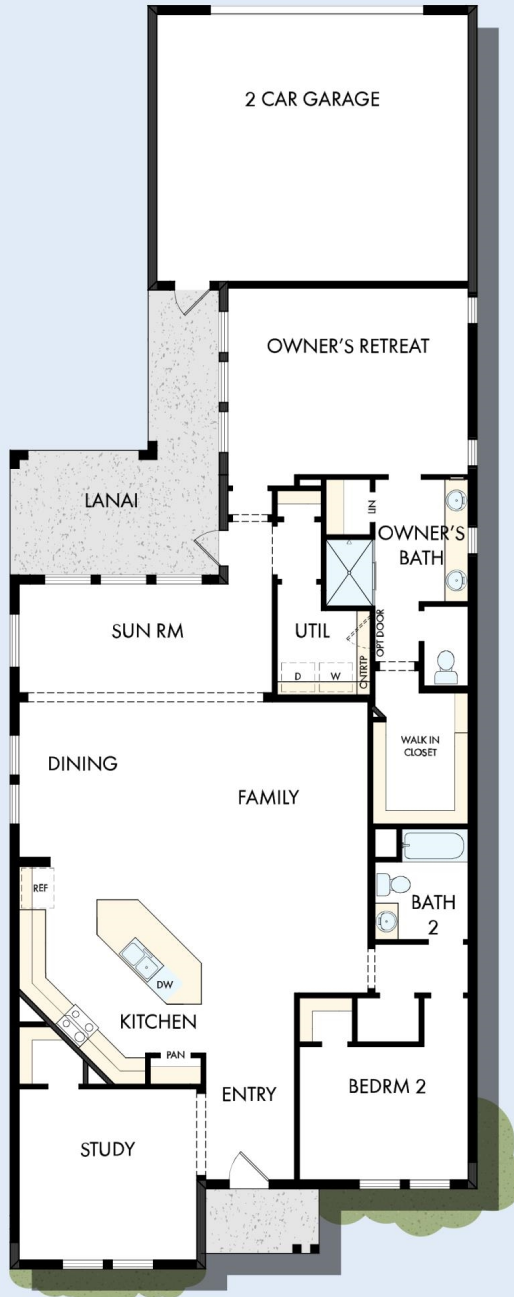 2 CAR GARAGE
OWNER'S RETREAT
LANAI
LIN
OWNER'S
BATH
SUN RM
UTIL
OPT DOOR
CNTRTP
D
W
WALK IN
CLOSET
DINING
FAMILY
REF
BATH
2
DW
KITCHEN
PAN
ENTRY
BEDRM 2
STUDY